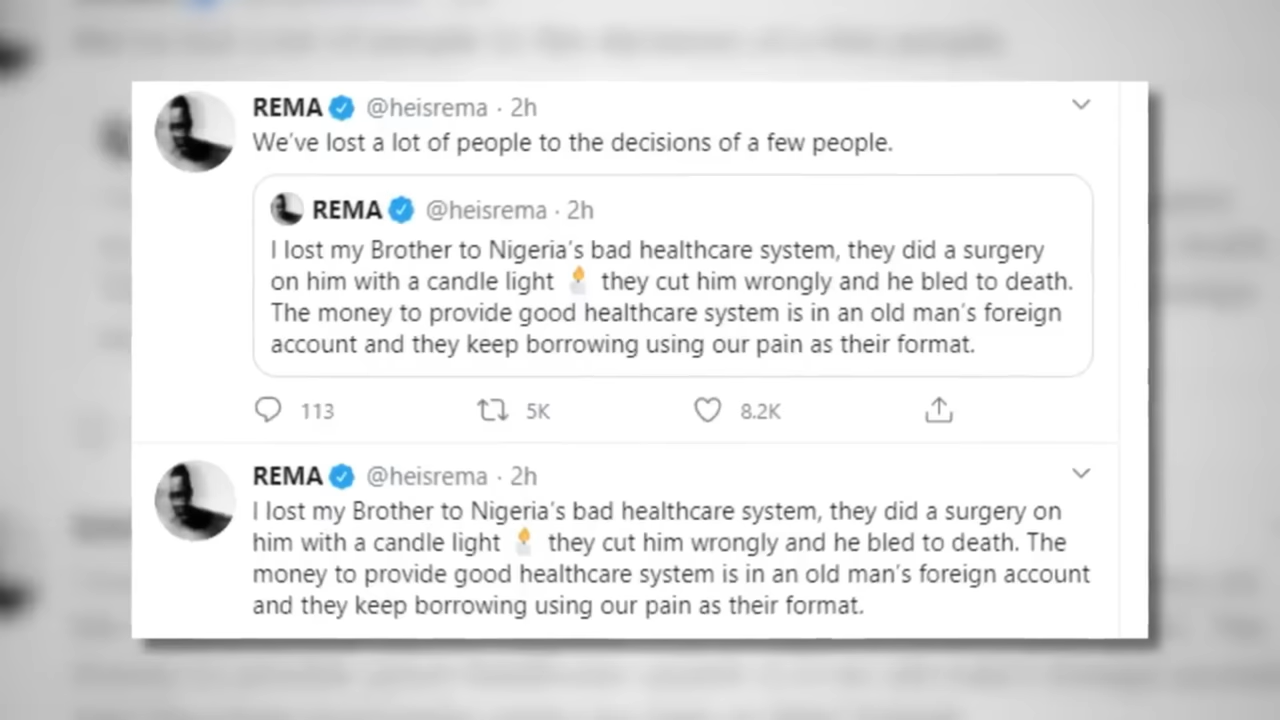 REMA @heisrema · 2h
We've lost a lot of people to the decisions of a few people.
REMA @heisrema · 2h
I lost my Brother to Nigeria's bad healthcare system, they did a surgery
on him with a candle light 🕯 they cut him wrongly and he bled to death.
The money to provide good healthcare system is in an old man's foreign
account and they keep borrowing using our pain as their format.
113 5K 8.2K
REMA @heisrema · 2h
I lost my Brother to Nigeria's bad healthcare system, they did a surgery on
him with a candle light 🕯 they cut him wrongly and he bled to death. The
money to provide good healthcare system is in an old man's foreign account
and they keep borrowing using our pain as their format.